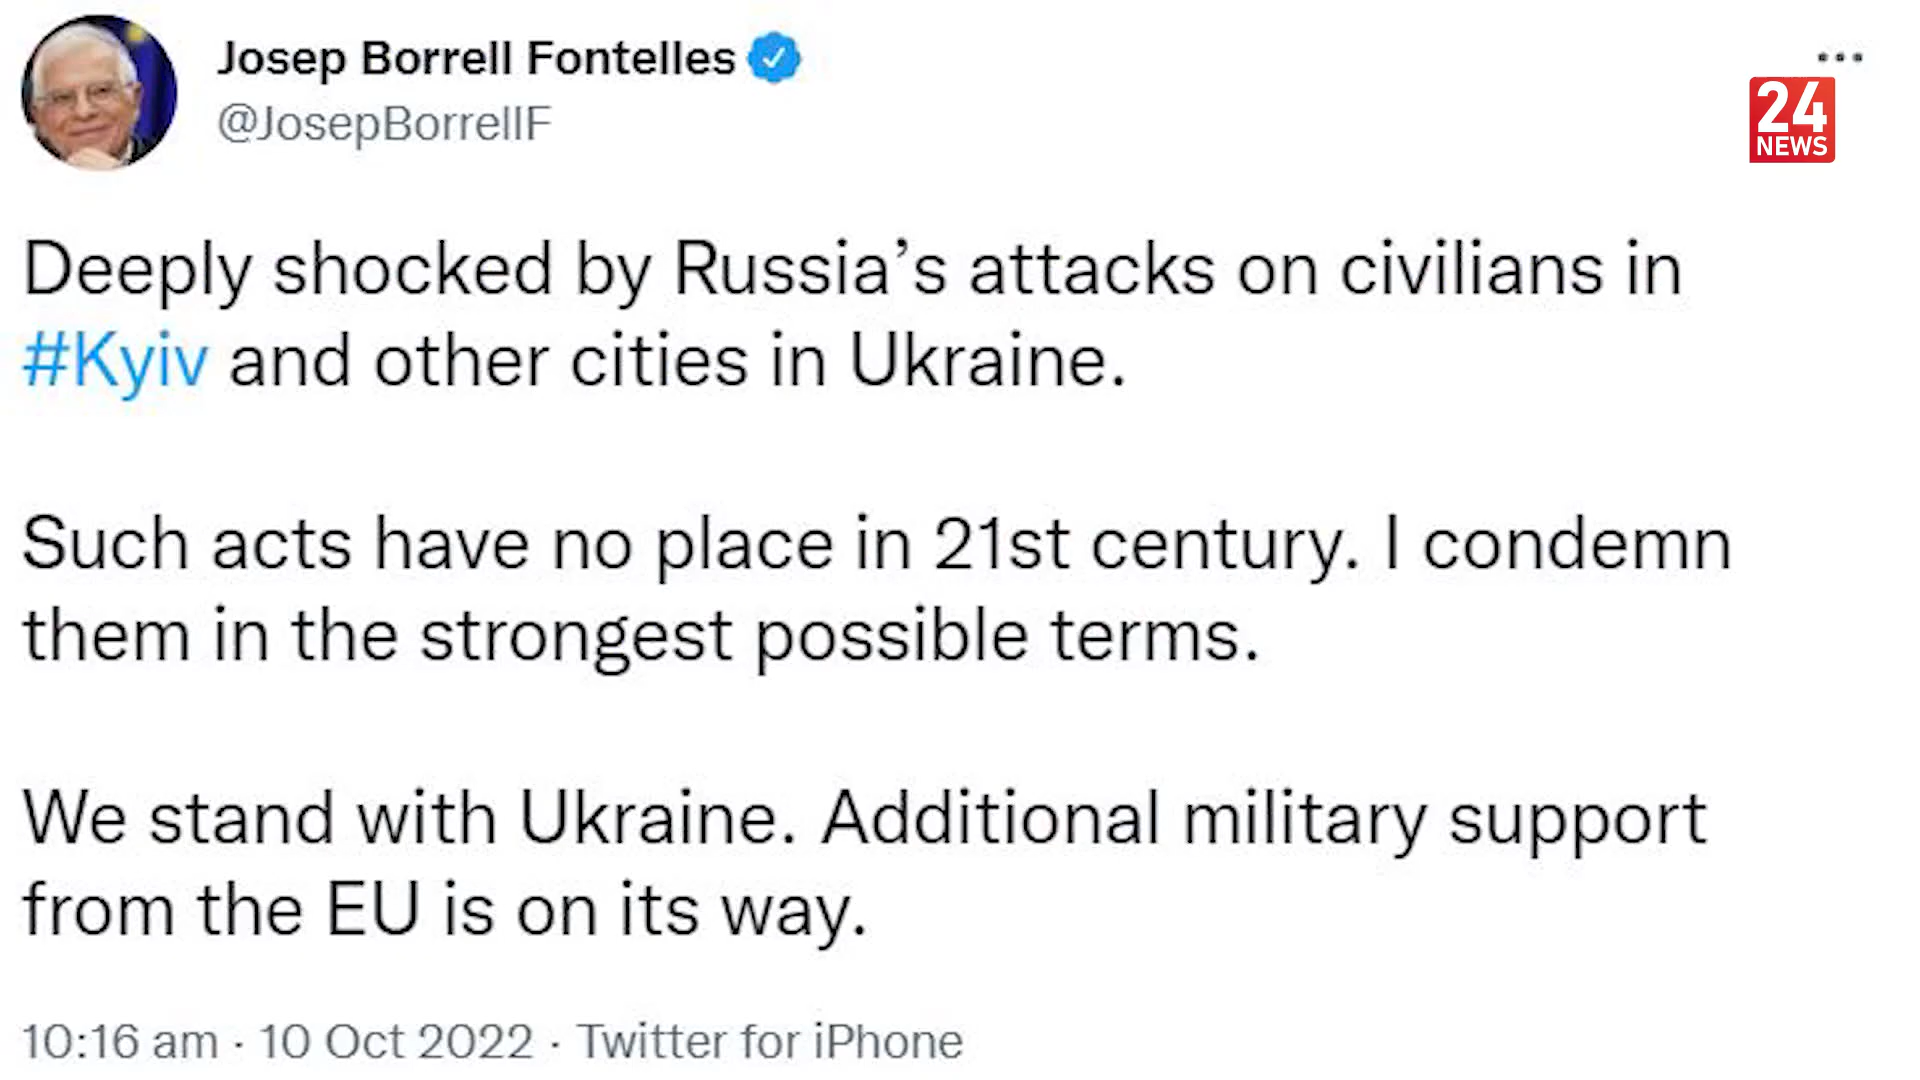 Josep Borrell Fontelles
@JosepBorrellF
24
NEWS
Deeply shocked by Russia’s attacks on civilians in
#Kyiv and other cities in Ukraine.
Such acts have no place in 21st century. I condemn
them in the strongest possible terms.
We stand with Ukraine. Additional military support
from the EU is on its way.
10:16 am · 10 Oct 2022 · Twitter for iPhone